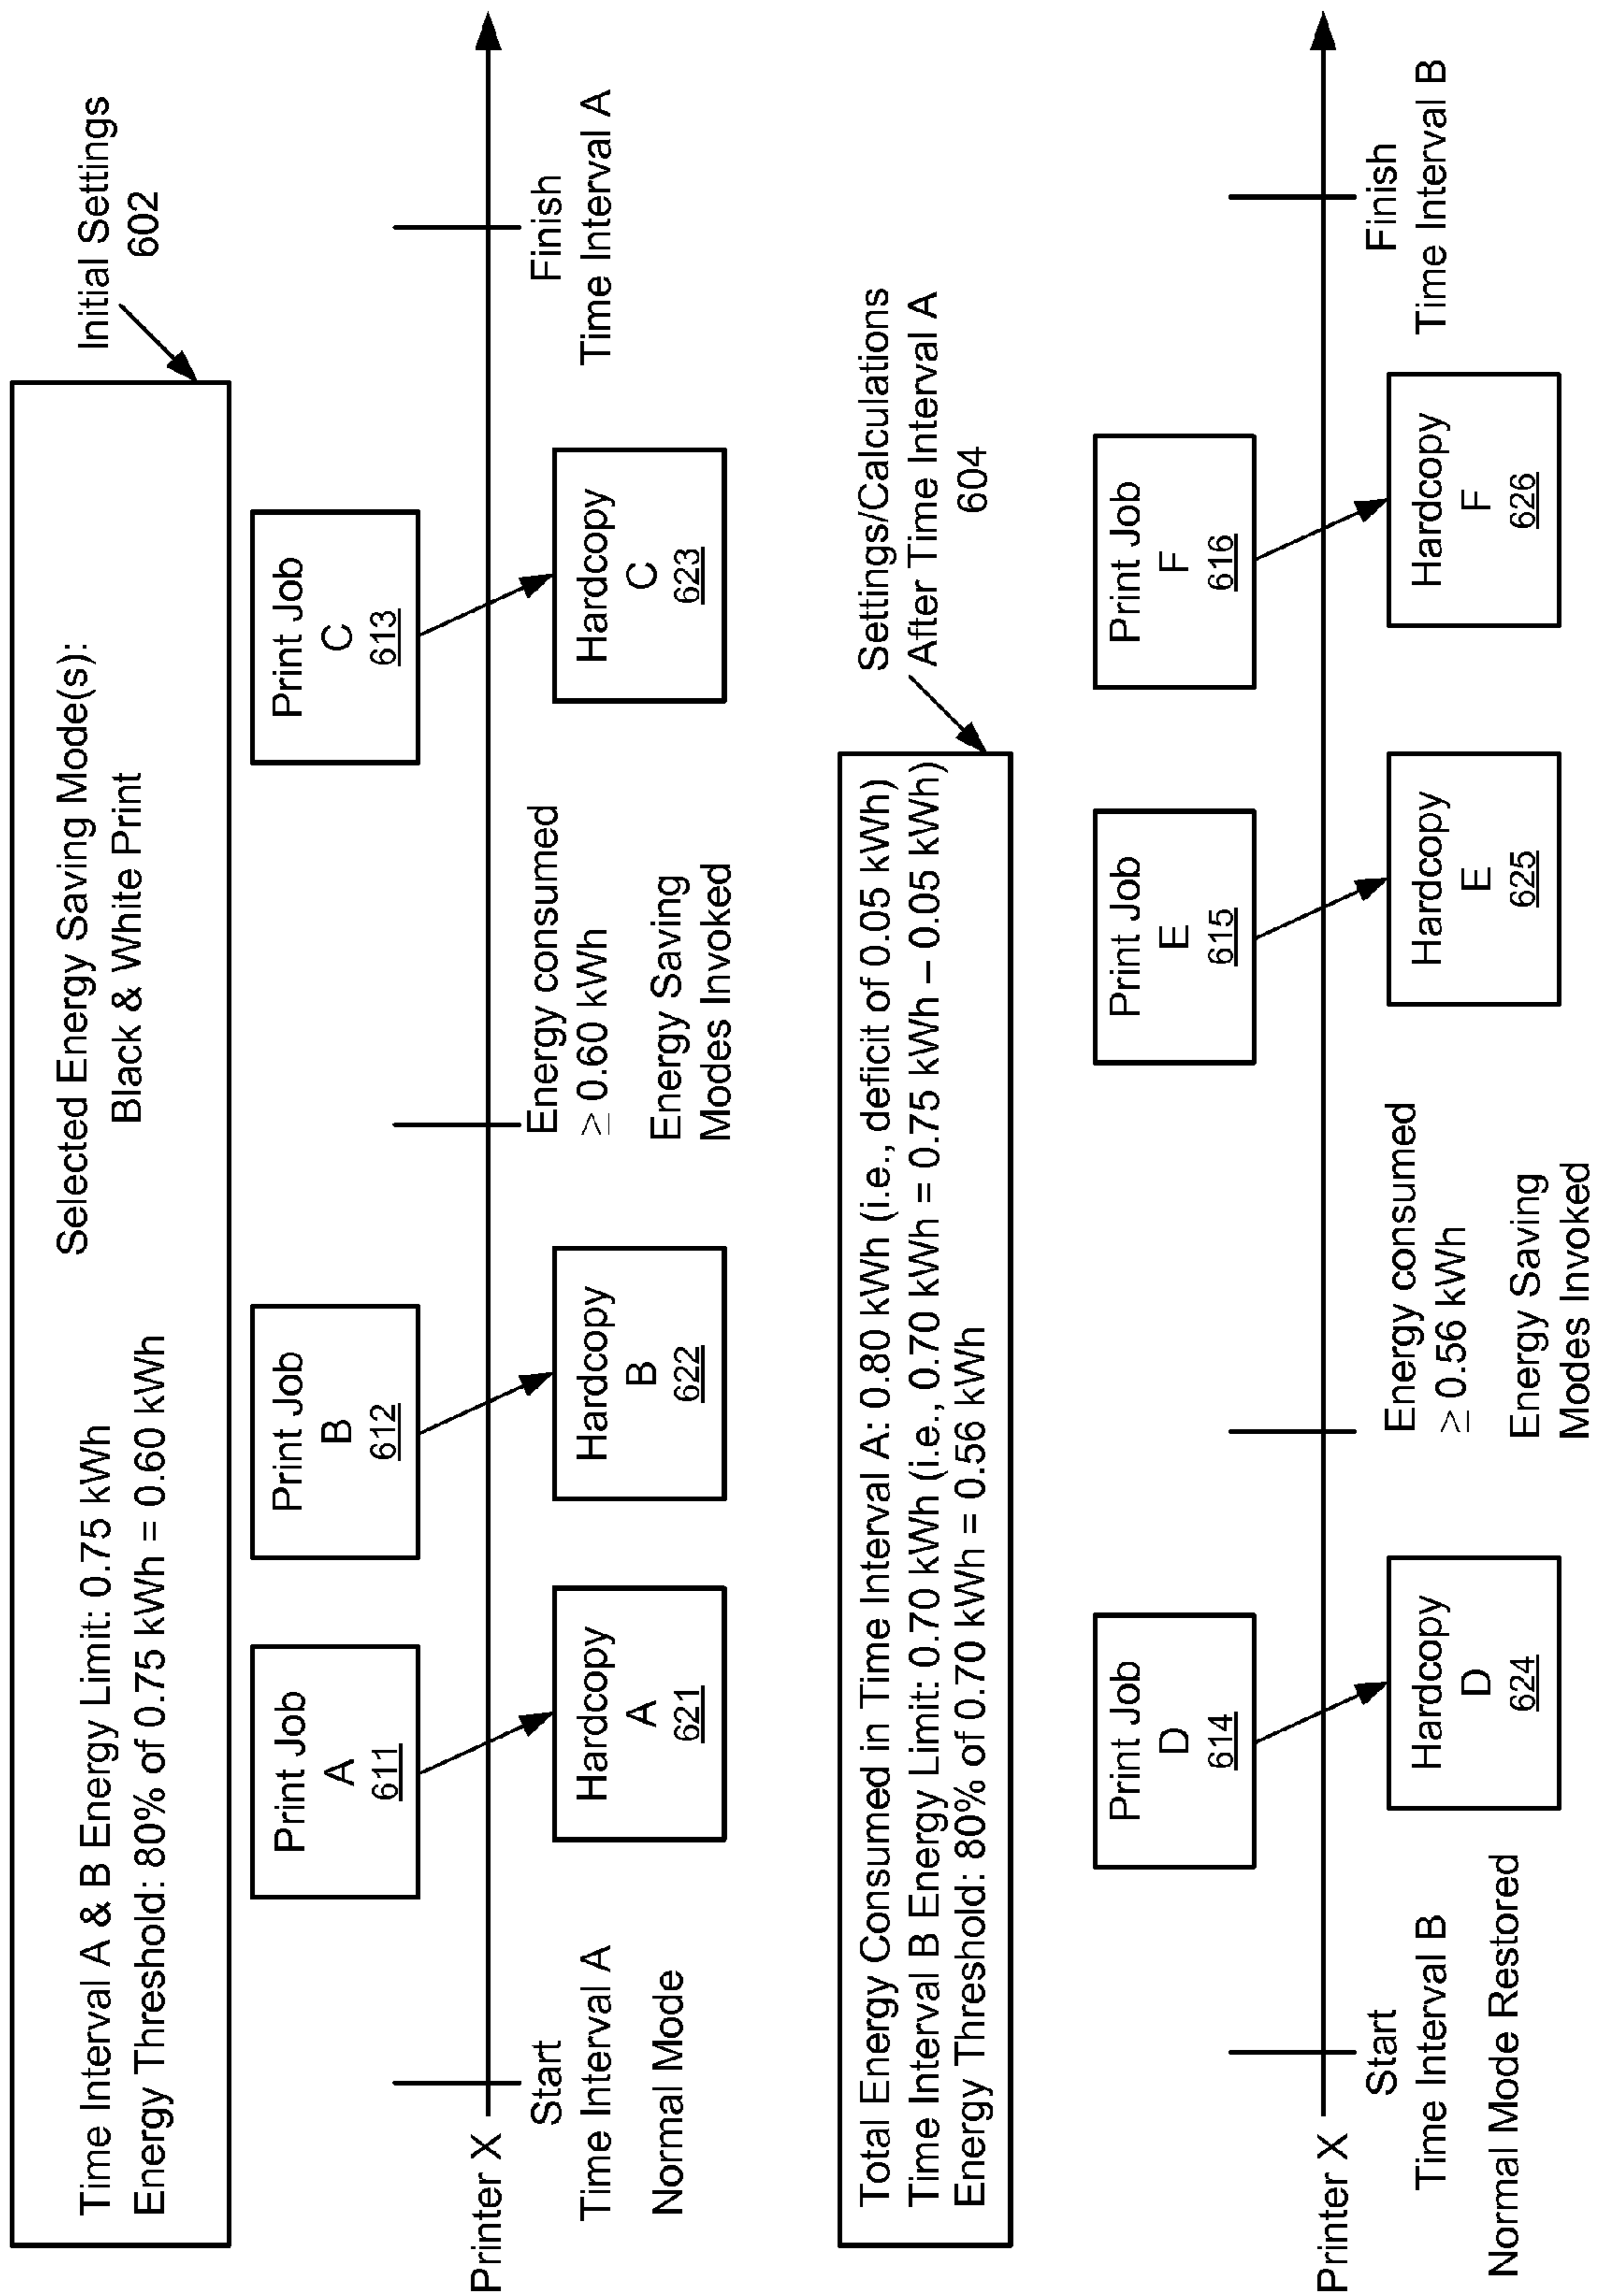 Initial Settings
602
Time Interval A & B Energy Limit: 0.75 kWh
Energy Threshold: 80% of 0.75 kWh = 0.60 kWh
Selected Energy Saving Mode(s):
Black & White Print
Print Job
A
611
Print Job
B
612
Print Job
C
613
Printer X
Hardcopy
A
621
Hardcopy
B
622
Hardcopy
C
623
Start
Time Interval A
Normal Mode
Energy consumed
≥ 0.60 kWh
Energy Saving
Modes Invoked
Finish
Time Interval A
Settings/Calculations
After Time Interval A
604
Total Energy Consumed in Time Interval A: 0.80 kWh (i.e., deficit of 0.05 kWh)
Time Interval B Energy Limit: 0.70 kWh (i.e., 0.70 kWh = 0.75 kWh – 0.05 kWh)
Energy Threshold: 80% of 0.70 kWh = 0.56 kWh
Print Job
D
614
Print Job
E
615
Print Job
F
616
Printer X
Hardcopy
D
624
Hardcopy
E
625
Hardcopy
F
626
Start
Time Interval B
Normal Mode Restored
Energy consumed
≥ 0.56 kWh
Energy Saving
Modes Invoked
Finish
Time Interval B